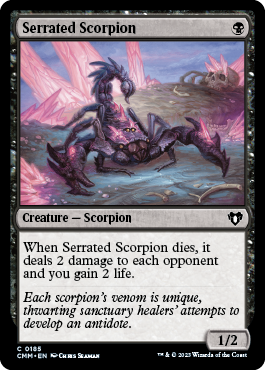 Serrated Scorpion
Creature — Scorpion
When Serrated Scorpion dies, it
deals 2 damage to each opponent
and you gain 2 life.
Each scorpion's venom is unique,
thwarting sanctuary healers' attempts to
develop an antidote.
1/2
C 0185
CMM • EN Chris Seaman
™ & © 2023 Wizards of the Coast